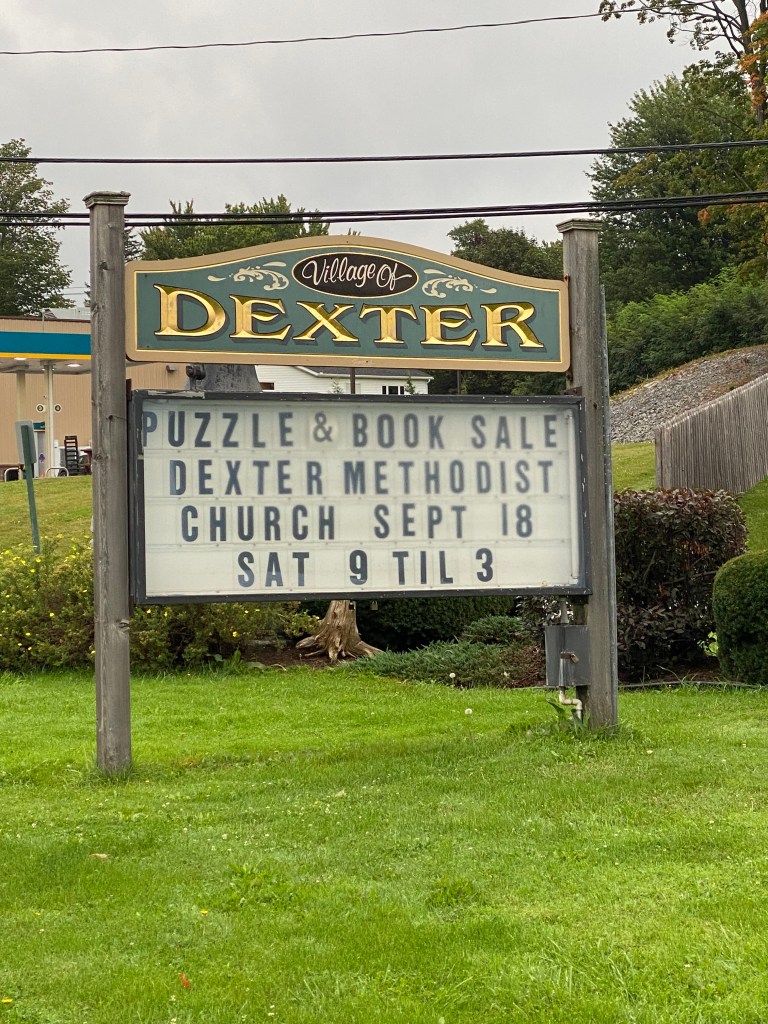 Village Of
DEXTER
PUZZLE & BOOK SALE
DEXTER METHODIST
CHURCH SEPT 18
SAT 9 TIL 3